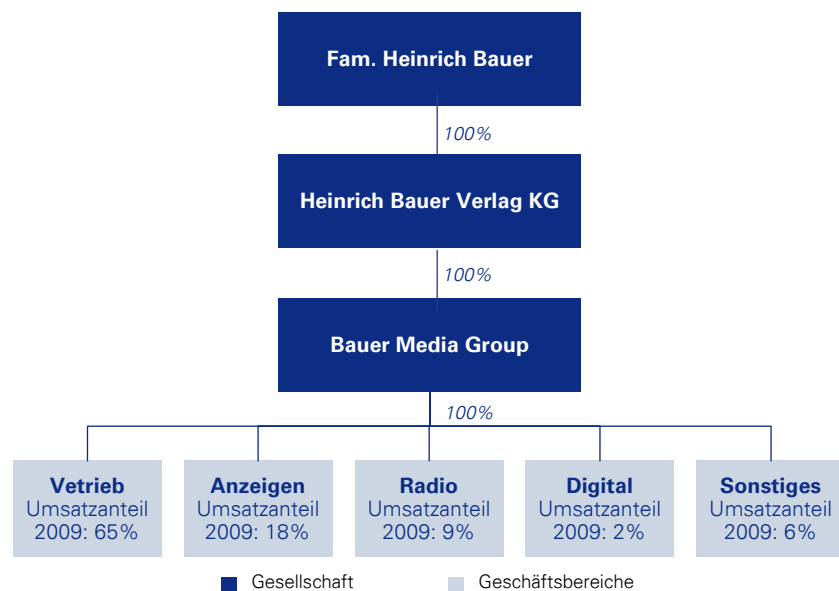 Fam. Heinrich Bauer
100%
Heinrich Bauer Verlag KG
100%
Bauer Media Group
100%
Vetrieb
Umsatzanteil
2009: 65%
Anzeigen
Umsatzanteil
2009: 18%
Radio
Umsatzanteil
2009: 9%
Digital
Umsatzanteil
2009: 2%
Sonstiges
Umsatzanteil
2009: 6%
Gesellschaft
Geschäftsbereiche